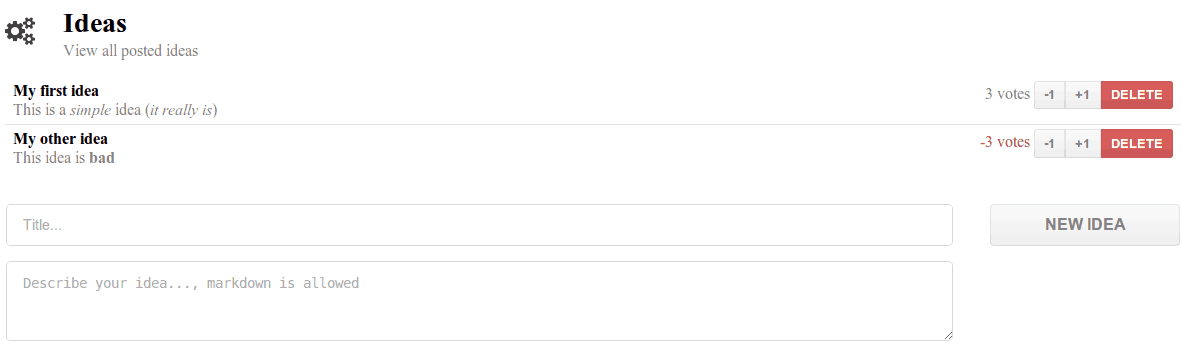 Ideas
View all posted ideas
My first idea
3 votes -1 +1 DELETE
This is a simple idea (it really is)
My other idea
-3 votes -1 +1 DELETE
This idea is bad
Title...
NEW IDEA
Describe your idea..., markdown is allowed